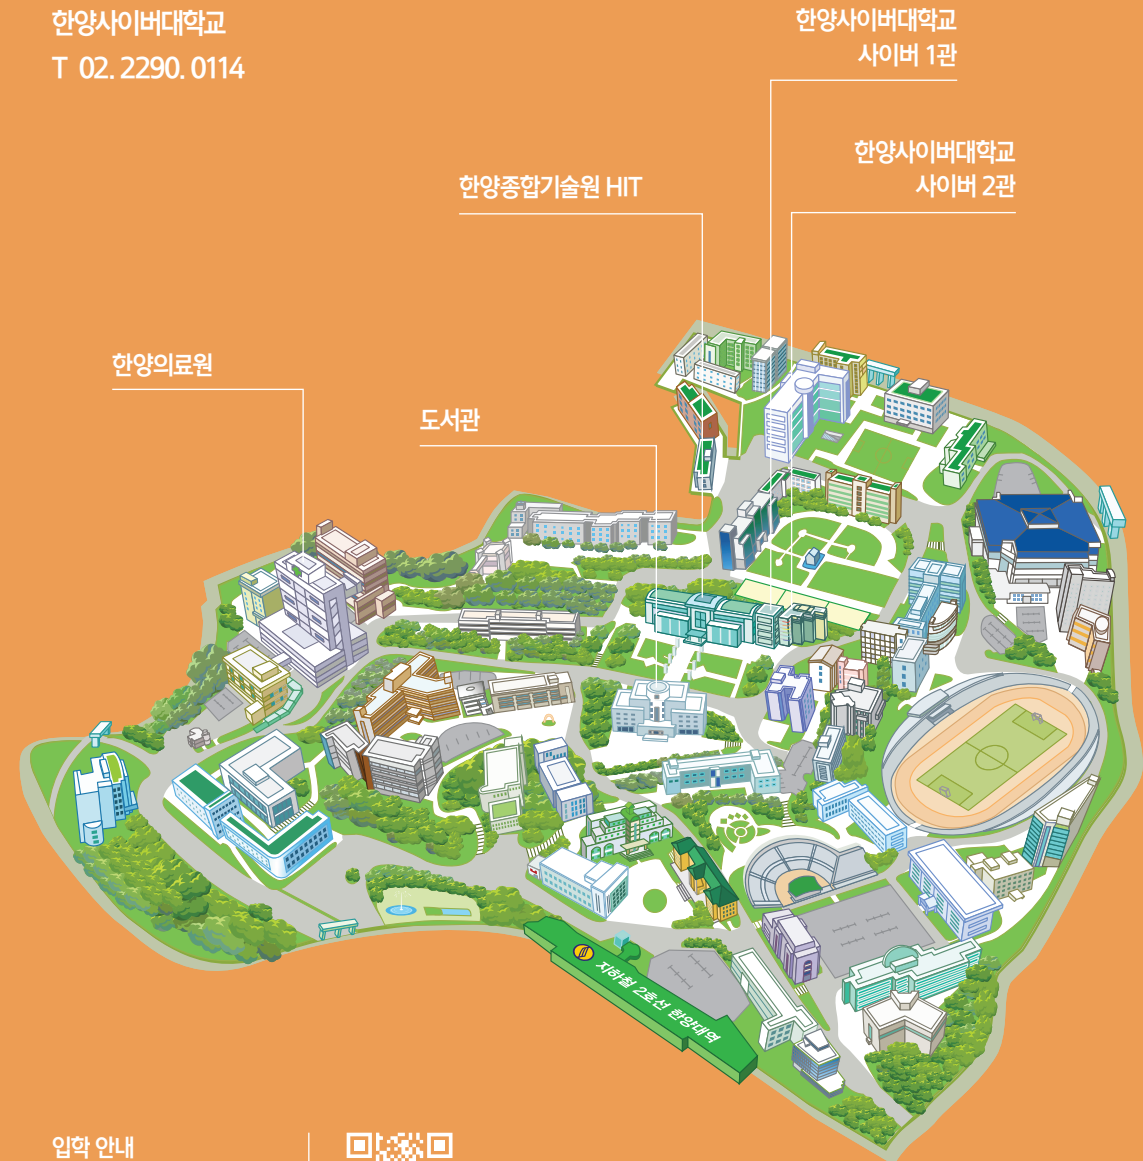 한양사이버대학교
T 02. 2290. 0114
한양사이버대학교
사이버 1관
한양사이버대학교
사이버 2관
한양종합기술원 HIT
한양의료원
도서관
지하철 2호선 한양대역
입학 안내